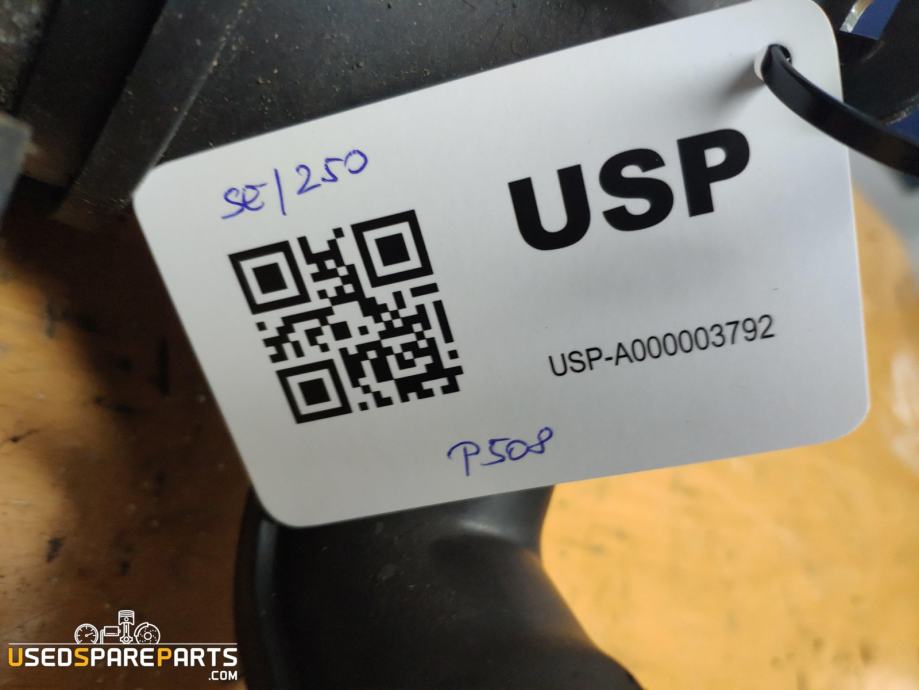 SE/250
USP
USP-A000003792
P508
USEDSPAREPARTS
.COM